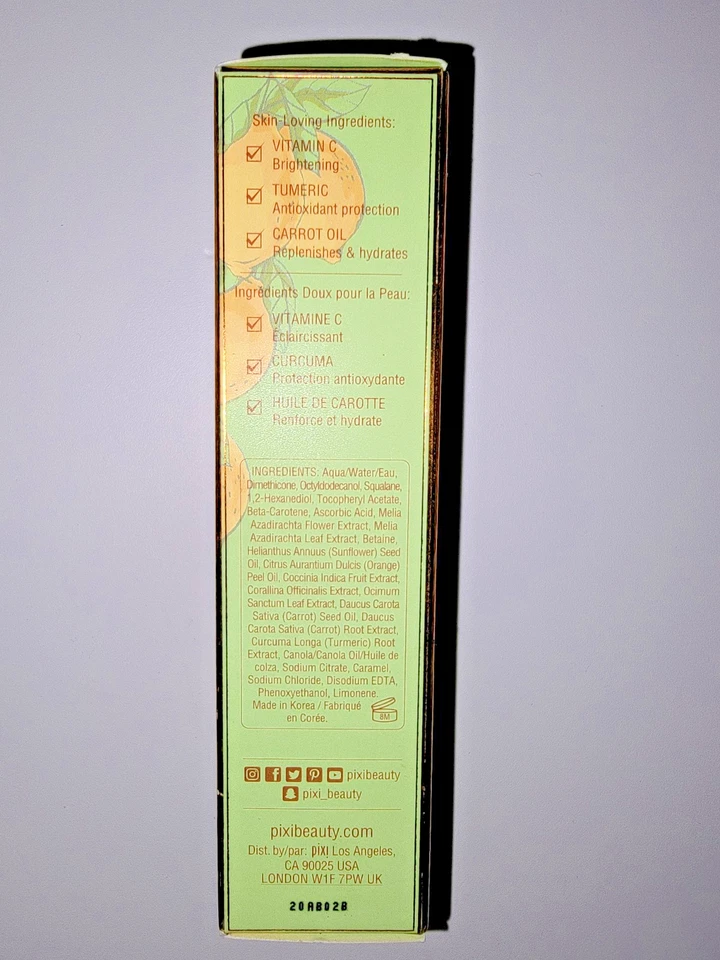 Skin-Loving Ingredients:
VITAMIN C
Brightening
TUMERIC
Antioxidant protection
CARROT OIL
Replenishes & hydrates
Ingrédients Doux pour la Peau:
VITAMINE C
Éclaircissant
CURCUMA
Protection antioxydante
HUILE DE CAROTTE
Renforce et hydrate
INGREDIENTS: Aqua/Water/Eau,
Dimethicone, Octyldodecanol, Squalane,
1,2-Hexanediol, Tocopheryl Acetate,
Beta-Carotene, Ascorbic Acid, Melia
Azadirachta Flower Extract, Melia
Azadirachta Leaf Extract, Betaine,
Helianthus Annuus (Sunflower) Seed
Oil, Citrus Aurantium Dulcis (Orange)
Peel Oil, Coccinia Indica Fruit Extract,
Corallina Officinalis Extract, Ocimum
Sanctum Leaf Extract, Daucus Carota
Sativa (Carrot) Seed Oil, Daucus
Carota Sativa (Carrot) Root Extract,
Curcuma Longa (Turmeric) Root
Extract, Canola/Canola Oil/Huile de
colza, Sodium Citrate, Caramel,
Sodium Chloride, Disodium EDTA,
Phenoxyethanol, Limonene.
Made in Korea / Fabriqué
en Corée.
8M
pixibeauty
pixi_beauty
pixibeauty.com
Dist. by/par: pixi Los Angeles,
CA 90025 USA
LONDON W1F 7PW UK
20AB02B